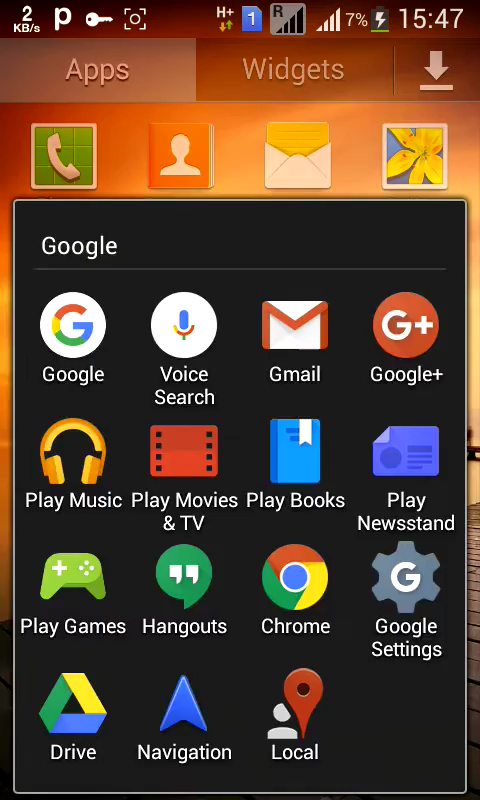 2 KB/s H+ 1 R 7% 15:47
Apps Widgets
Google
Google Voice Search Gmail G+ Google+
Play Music Play Movies & TV Play Books Play Newsstand
Play Games Hangouts Chrome Google Settings
Drive Navigation Local